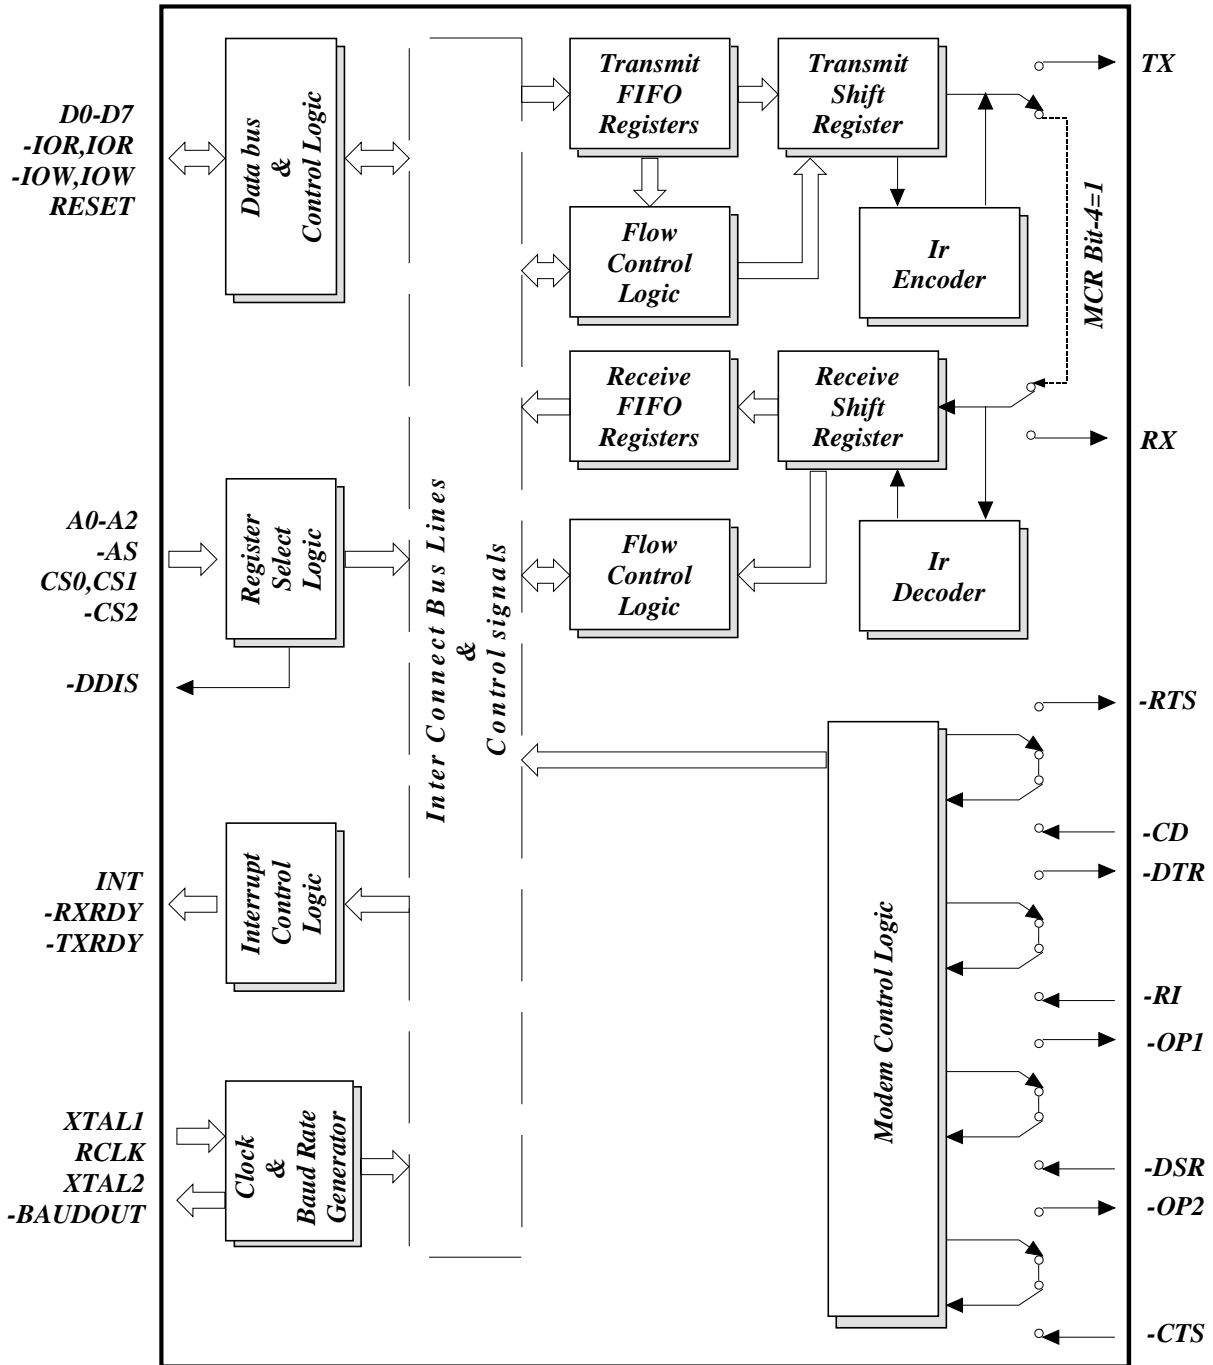 D0-D7
-IOR,IOR
-IOW,IOW
RESET
Data bus
&
Control Logic
A0-A2
-AS
CS0,CS1
-CS2
Register
Select
Logic
-DDIS
INT
-RXRDY
-TXRDY
Interrupt
Control
Logic
XTAL1
RCLK
XTAL2
-BAUDOUT
Clock
&
Baud Rate
Generator
Inter Connect Bus Lines
&
Control signals
Transmit
FIFO
Registers
Transmit
Shift
Register
Flow
Control
Logic
Ir
Encoder
Receive
FIFO
Registers
Receive
Shift
Register
Flow
Control
Logic
Ir
Decoder
MCR Bit-4=1
Modem Control Logic
TX
RX
-RTS
-CD
-DTR
-RI
-OP1
-DSR
-OP2
-CTS